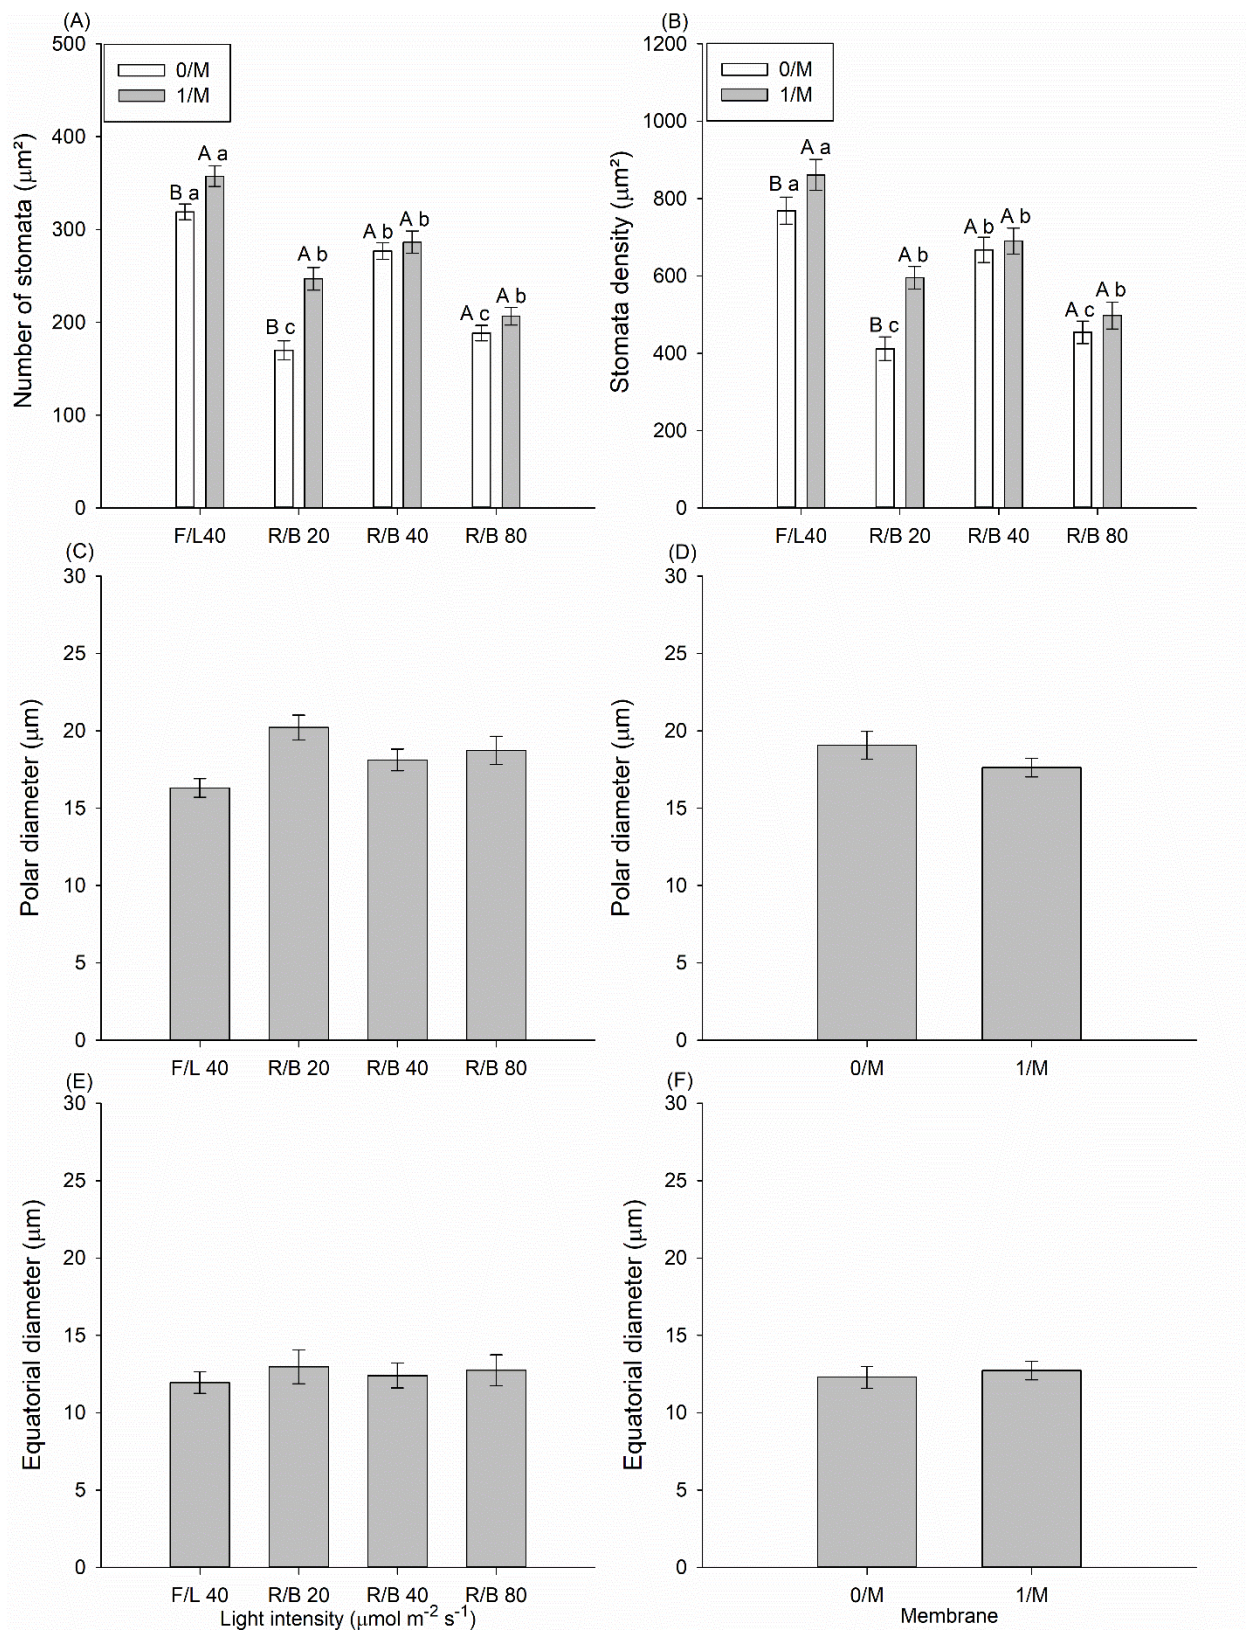 (A)
500
400
300
200
100
0
Number of stomata (μm²)
0/M
1/M
B a
A a
B c
A b
A b
A b
A c
A b
F/L40
R/B 20
R/B 40
R/B 80
(B)
1200
1000
800
600
400
200
0
Stomata density (μm²)
0/M
1/M
B a
A a
B c
A b
A b
A b
A c
A b
F/L40
R/B 20
R/B 40
R/B 80
(C)
30
25
20
15
10
5
0
Polar diameter (μm)
F/L 40
R/B 20
R/B 40
R/B 80
(D)
30
25
20
15
10
5
0
Polar diameter (μm)
0/M
1/M
(E)
30
25
20
15
10
5
0
Equatorial diameter (μm)
F/L 40
R/B 20
R/B 40
R/B 80
Light intensity (μmol m⁻² s⁻¹)
(F)
30
25
20
15
10
5
0
Equatorial diameter (μm)
0/M
1/M
Membrane